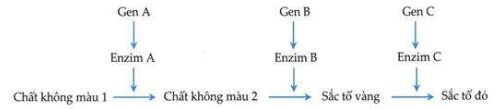 Gen A Gen B Gen C
Enzim A Enzim B Enzim C
Chất không màu 1 Chất không màu 2 Sắc tố vàng Sắc tố đỏ